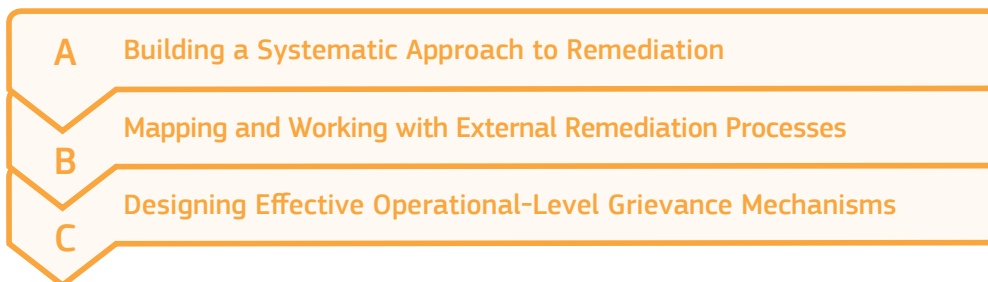 A Building a Systematic Approach to Remediation
B Mapping and Working with External Remediation Processes
C Designing Effective Operational-Level Grievance Mechanisms